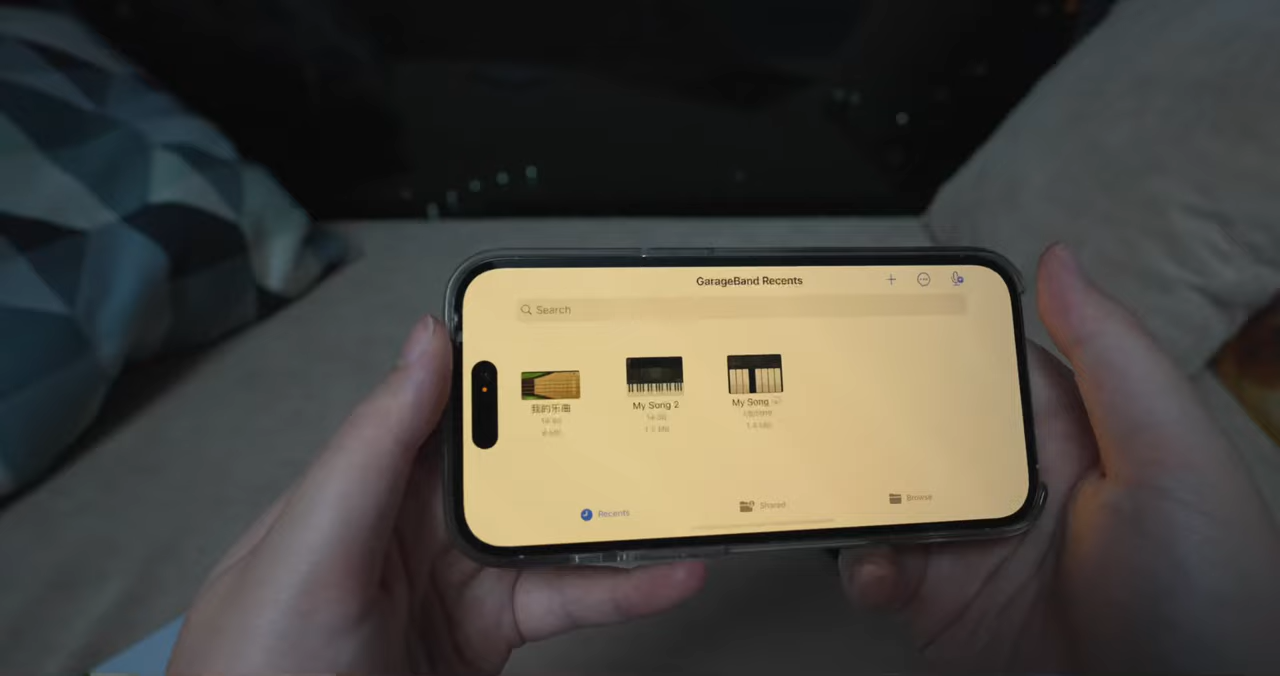 GarageBand Recents
Search
我的乐曲
My Song 2
My Song
Recents
Shared
Browse